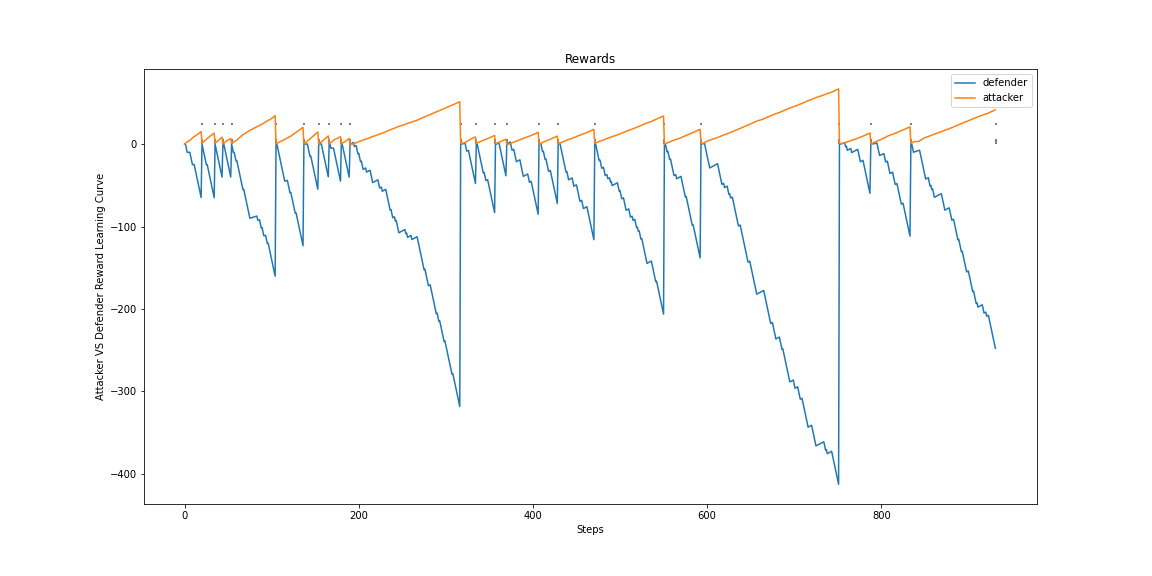 Rewards
defender
attacker
Attacker VS Defender Reward Learning Curve
0
−100
−200
−300
−400
0
200
400
600
800
Steps